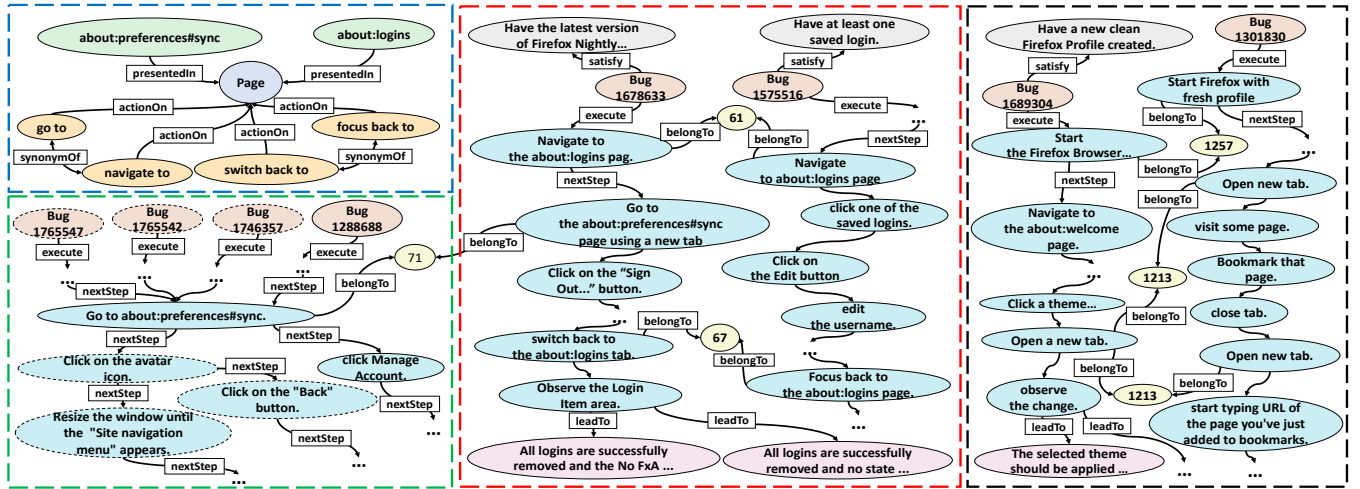 about:preferences#sync
about:logins
presentedIn
presentedIn
Page
actionOn
actionOn
go to
actionOn
actionOn
focus back to
synonymOf
synonymOf
navigate to
switch back to
Bug
1765547
Bug
1765542
Bug
1746357
Bug
1288688
execute
execute
execute
execute
...
...
...
...
71
nextStep
nextStep
belongTo
Go to about:preferences#sync.
nextStep
nextStep
Click on the avatar
icon.
nextStep
click Manage
Account.
nextStep
Click on the "Back"
button.
nextStep
Resize the window until
the "Site navigation
menu" appears.
nextStep
...
nextStep
...
...
Have the latest version
of Firefox Nightly...
Have at least one
saved login.
satisfy
satisfy
Bug
1678633
Bug
1575516
execute
execute
...
61
belongTo
belongTo
nextStep
Navigate to
the about:logins pag.
Navigate
to about:logins page
nextStep
Go to
the about:preferences#sync
page using a new tab
belongTo
click one of the
saved logins.
Click on the “Sign
Out...” button.
Click on
the Edit button
...
edit
the username.
belongTo
67
...
switch back to
the about:logins tab.
belongTo
Observe the Login
Item area.
Focus back to
the about:logins page.
...
leadTo
leadTo
All logins are successfully
removed and the No FxA ...
All logins are successfully
removed and no state ...
Have a new clean
Firefox Profile created.
Bug
1301830
satisfy
execute
Bug
1689304
Start Firefox with
fresh profile
execute
belongTo
nextStep
Start
the Firefox Browser...
1257
...
belongTo
nextStep
Open new tab.
Navigate to
the about:welcome
page.
belongTo
visit some page.
...
1213
Bookmark that
page.
Click a theme...
belongTo
close tab.
Open a new tab.
Open new tab.
belongTo
belongTo
observe
the change.
1213
start typing URL of
the page you've just
added to bookmarks.
leadTo
leadTo
The selected theme
should be applied ...
...
...